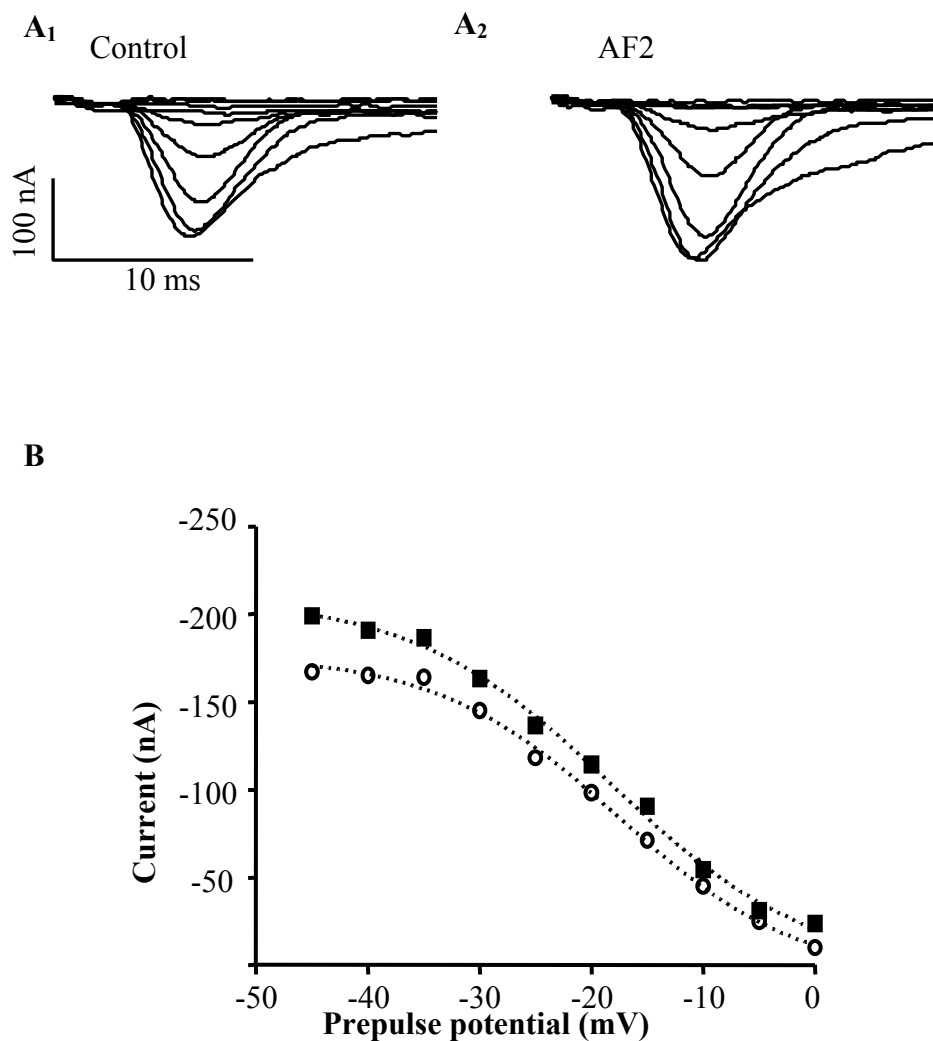 A1
Control
A2
AF2
100 nA
10 ms
B
Current (nA)
-250
-200
-150
-100
-50
-50 -40 -30 -20 -10 0
Prepulse potential (mV)